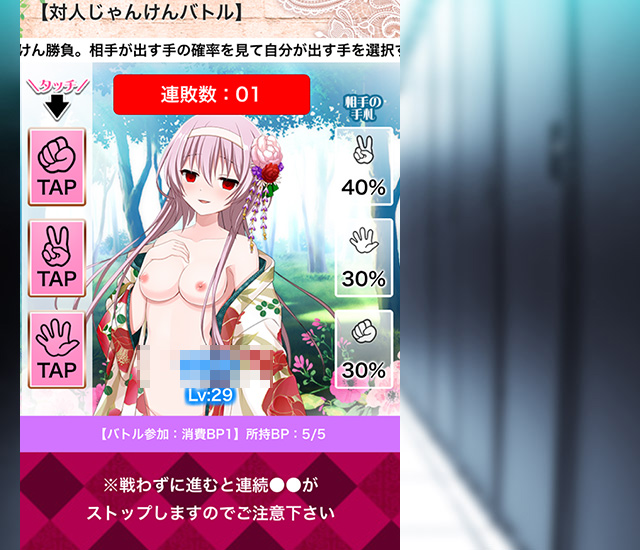 【対人じゃんけんバトル】
けん勝負。相手が出す手の確率を見て自分が出す手を選択す
連敗数：01
タッチ
相手の
手札
TAP
40%
TAP
30%
TAP
30%
Lv:29
【バトル参加：消費BP1】所持BP：5/5
※戦わずに進むと連続●●が
ストップしますのでご注意下さい